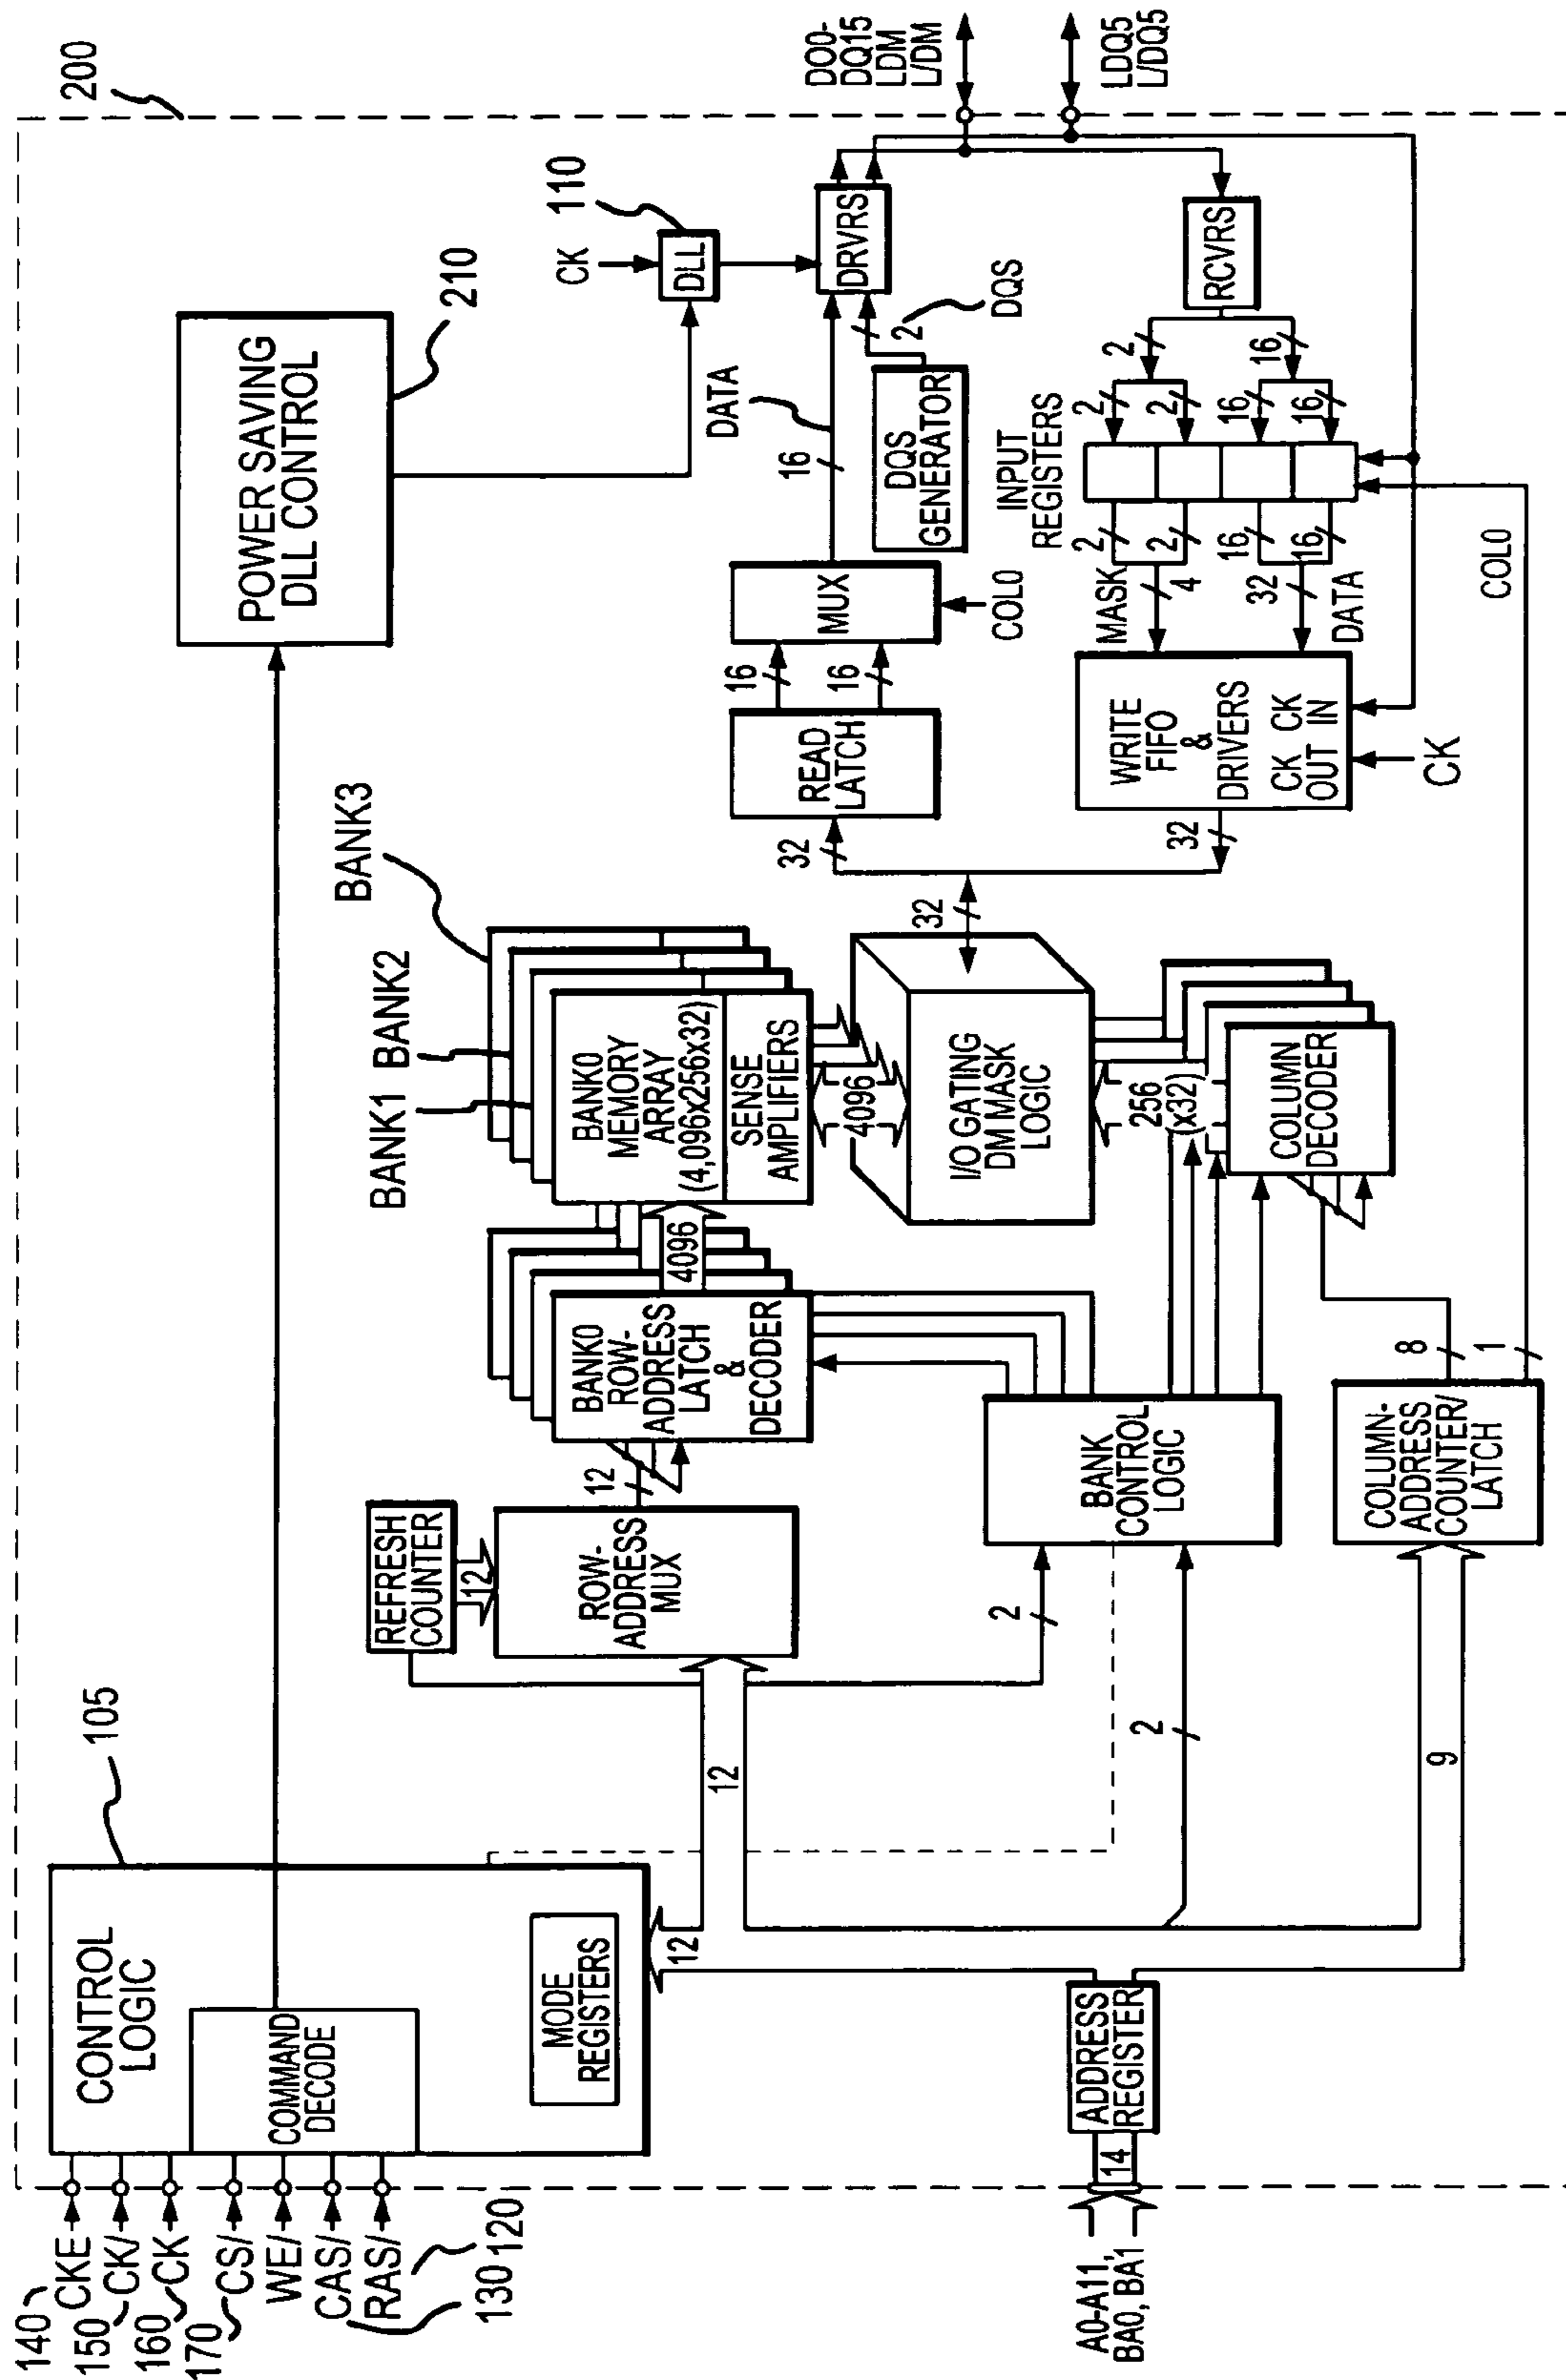 200
140
CKE
150
CK/
160
CK
170
CS/
WE/
CAS/
RAS/
130
120
CONTROL
LOGIC
105
COMMAND
DECODE
MODE
REGISTERS
POWER SAVING
DLL CONTROL
210
CK
DLL
110
REFRESH
COUNTER
12
ROW-
ADDRESS
MUX
12
12
12
BANK0
ROW-
ADDRESS
LATCH
&
DECODER
4096
BANK1
BANK2
BANK3
BANK0
MEMORY
ARRAY
(4,096x256x32)
SENSE
AMPLIFIERS
4096
I/O GATING
DM MASK
LOGIC
32
256
(x32)
COLUMN
DECODER
2
2
BANK
CONTROL
LOGIC
A0-A11,
BA0, BA1
14
ADDRESS
REGISTER
9
COLUMN-
ADDRESS
COUNTER/
LATCH
8
1
32
READ
LATCH
16
16
MUX
COL0
16
DATA
DQS
GENERATOR
2
DQS
DRVRS
DO0-
DQ15
LDM
L/DM
LDQ5
L/DQ5
RCVRS
2
16
2
2
16
16
INPUT
REGISTERS
2
2
16
16
MASK
4
32
DATA
WRITE
FIFO
&
DRIVERS
CK CK
OUT IN
32
CK
COL0